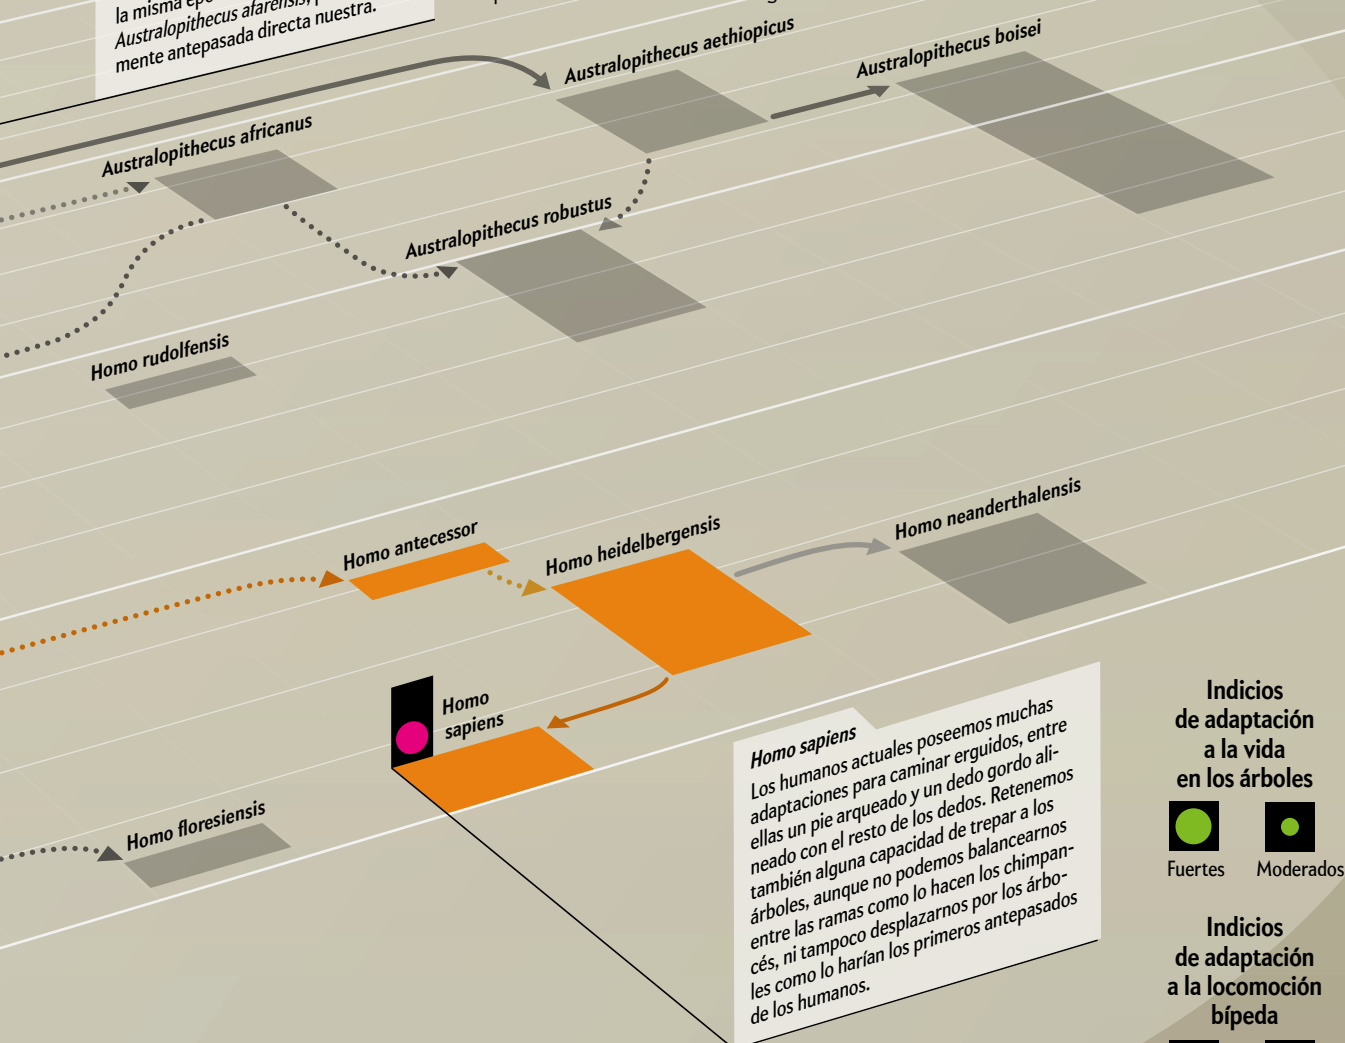 la misma
Australopithecus afarensis,
mente antepasada directa nuestra.
Australopithecus aethiopicus
Australopithecus boisei
Australopithecus africanus
Australopithecus robustus
Homo rudolfensis
Homo antecessor
Homo heidelbergensis
Homo neanderthalensis
Homo
sapiens
Homo floresiensis
Homo sapiens
Los humanos actuales poseemos muchas
adaptaciones para caminar erguidos, entre
ellas un pie arqueado y un dedo gordo ali-
neado con el resto de los dedos. Retenemos
también alguna capacidad de trepar a los
árboles, aunque no podemos balancearnos
entre las ramas como lo hacen los chimpan-
cés, ni tampoco desplazarnos por los árbo-
les como lo harían los primeros antepasados
de los humanos.
Indicios
de adaptación
a la vida
en los árboles
Fuertes
Moderados
Indicios
de adaptación
a la locomoción
bípeda